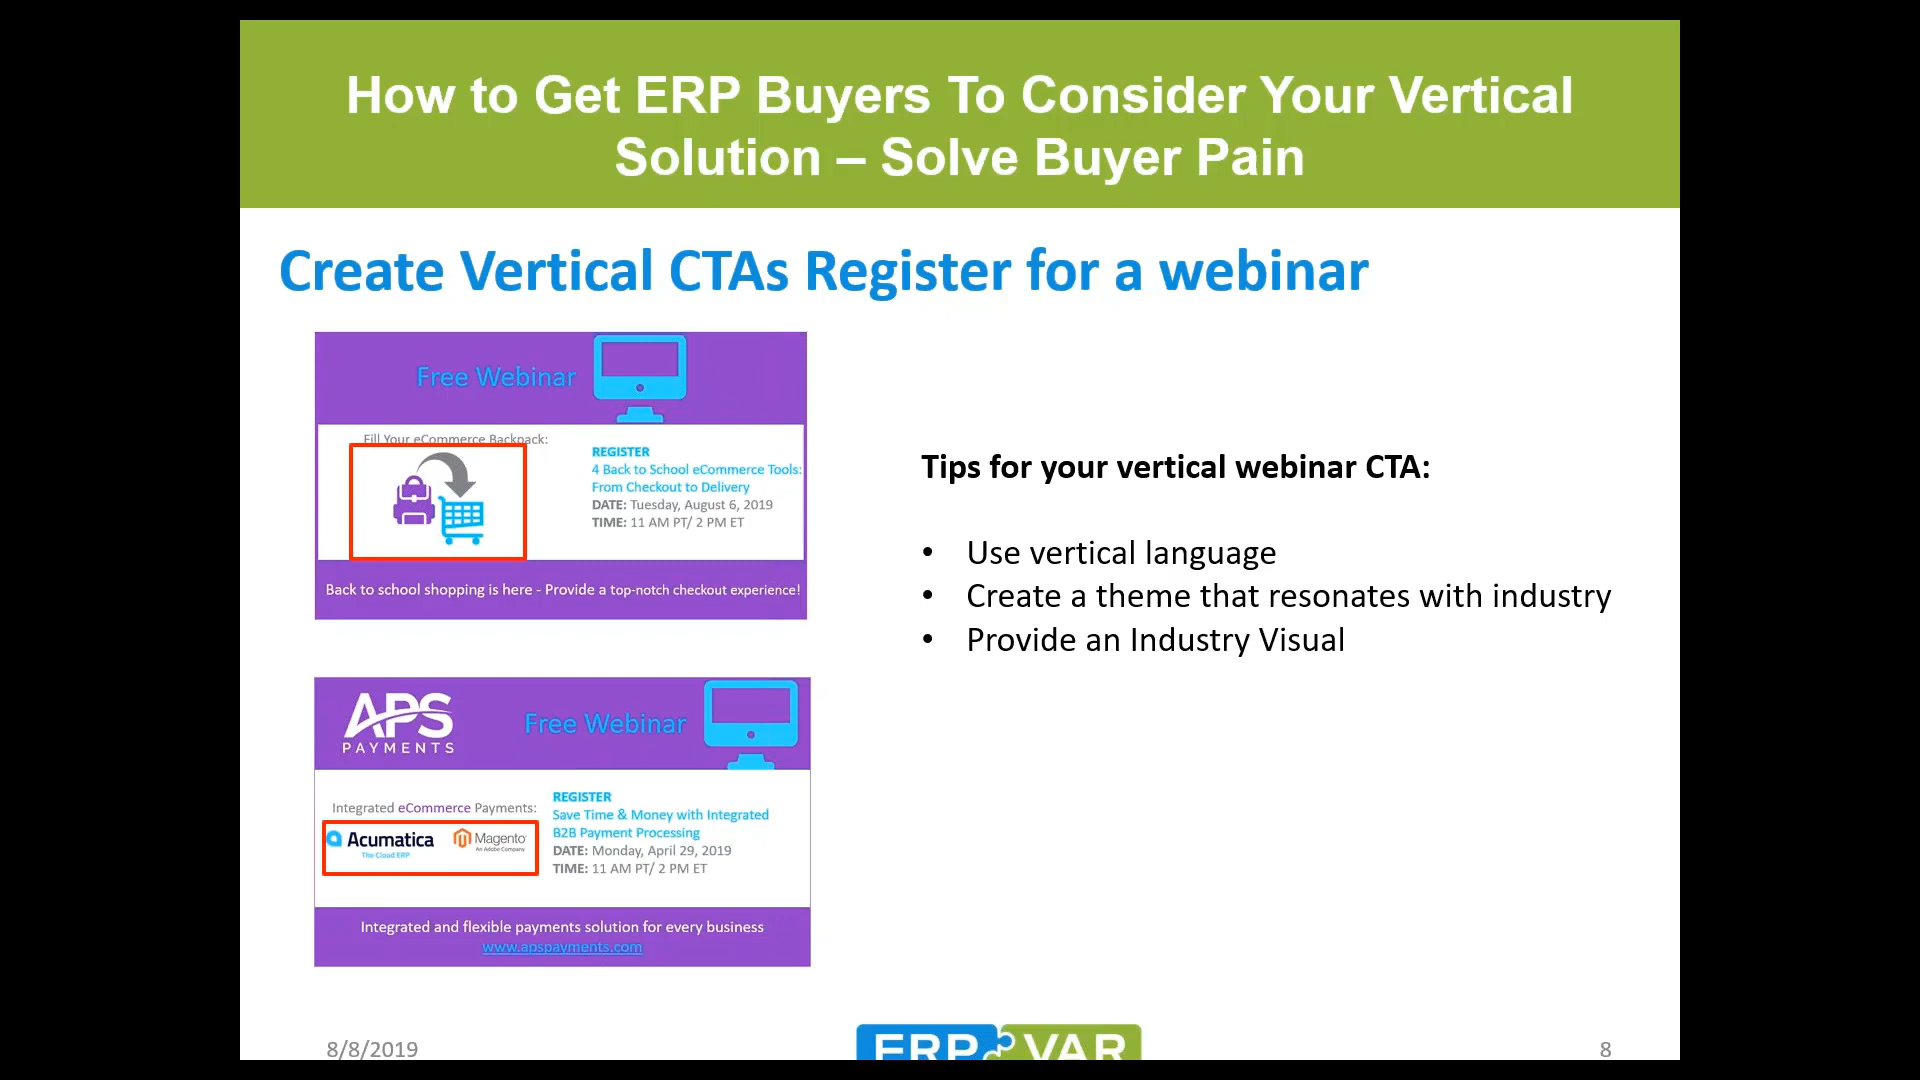 How to Get ERP Buyers To Consider Your Vertical
Solution – Solve Buyer Pain
Create Vertical CTAs Register for a webinar
Free Webinar
Fill Your eCommerce Backpack:
REGISTER
4 Back to School eCommerce Tools:
From Checkout to Delivery
DATE: Tuesday, August 6, 2019
TIME: 11 AM PT/ 2 PM ET
Back to school shopping is here - Provide a top-notch checkout experience!
APS
PAYMENTS
Free Webinar
Integrated eCommerce Payments:
Acumatica
The Cloud ERP
Magento
An Adobe Company
REGISTER
Save Time & Money with Integrated
B2B Payment Processing
DATE: Monday, April 29, 2019
TIME: 11 AM PT/ 2 PM ET
Integrated and flexible payments solution for every business
www.apspayments.com
Tips for your vertical webinar CTA:
• Use vertical language
• Create a theme that resonates with industry
• Provide an Industry Visual
8/8/2019
ERP VAR
8